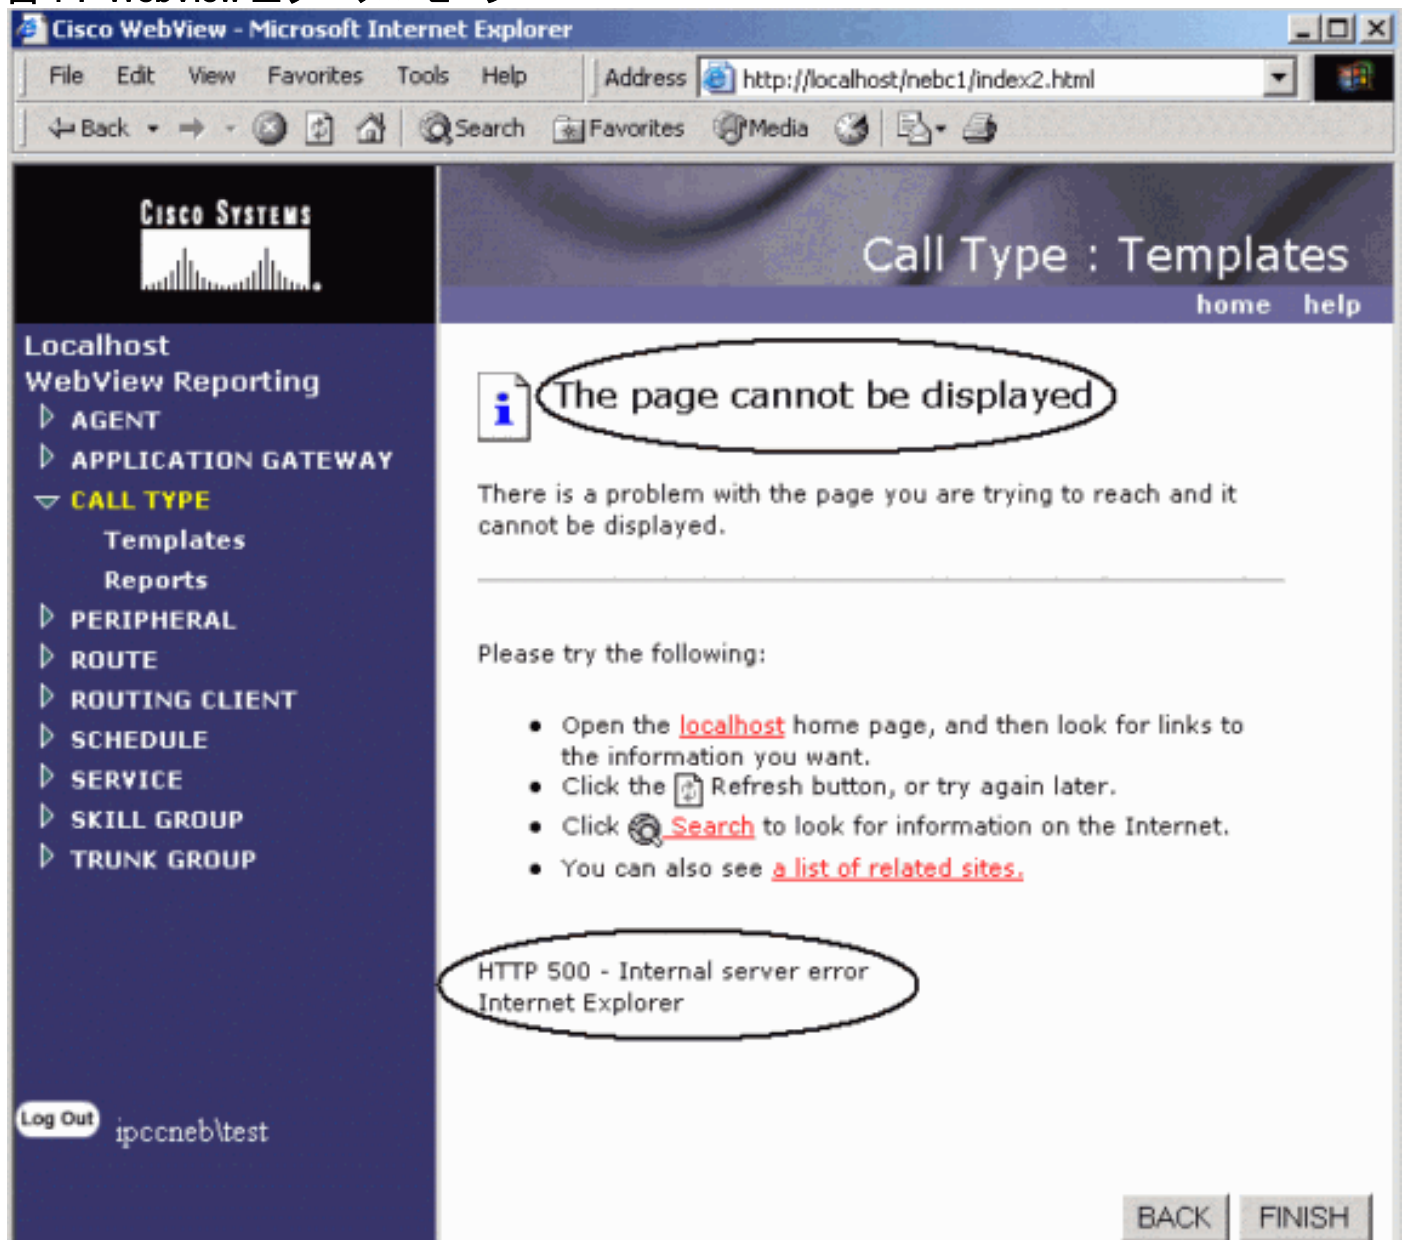 Cisco WebView - Microsoft Internet Explorer
File Edit View Favorites Tools Help Address http://localhost/nebc1/index2.html
Back Search Favorites Media
CISCO SYSTEMS
Call Type : Templates
home help
Localhost
WebView Reporting
AGENT
APPLICATION GATEWAY
CALL TYPE
Templates
Reports
PERIPHERAL
ROUTE
ROUTING CLIENT
SCHEDULE
SERVICE
SKILL GROUP
TRUNK GROUP
Log Out ipccneb\test
The page cannot be displayed
There is a problem with the page you are trying to reach and it
cannot be displayed.
Please try the following:
• Open the localhost home page, and then look for links to
the information you want.
• Click the Refresh button, or try again later.
• Click Search to look for information on the Internet.
• You can also see a list of related sites.
HTTP 500 - Internal server error
Internet Explorer
BACK FINISH